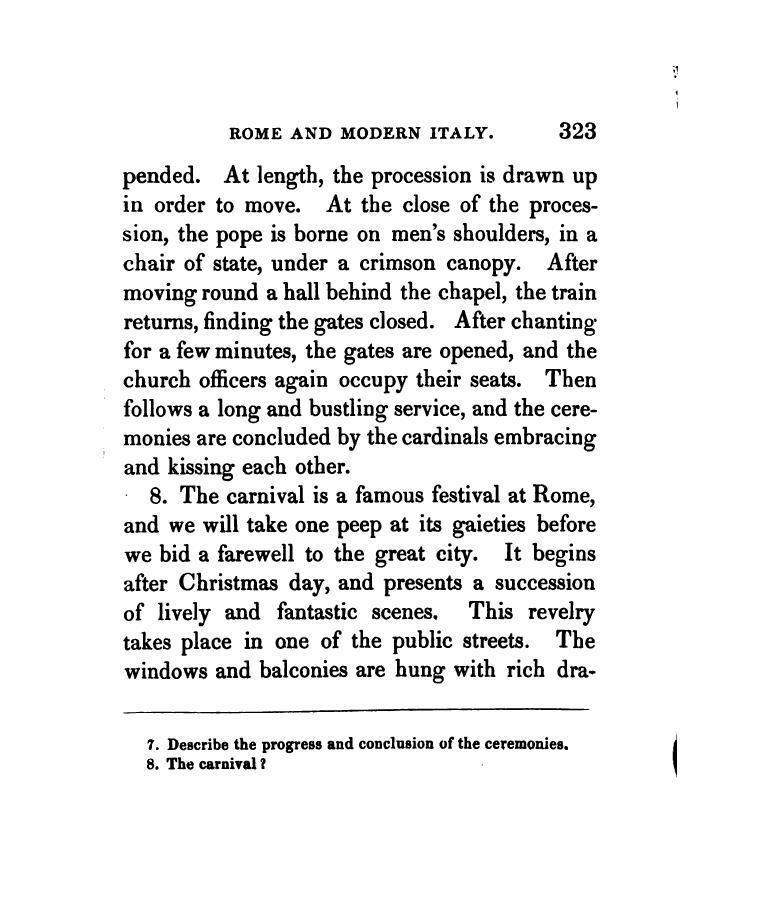 ROME AND MODERN ITALY. 323
pended. At length, the procession is drawn up
in order to move. At the close of the proces-
sion, the pope is borne on men's shoulders, in a
chair of state, under a crimson canopy. After
moving round a hall behind the chapel, the train
returns, finding the gates closed. After chanting
for a few minutes, the gates are opened, and the
church officers again occupy their seats. Then
follows a long and bustling service, and the cere-
monies are concluded by the cardinals embracing
and kissing each other.
8. The carnival is a famous festival at Rome,
and we will take one peep at its gaieties before
we bid a farewell to the great city. It begins
after Christmas day, and presents a succession
of lively and fantastic scenes. This revelry
takes place in one of the public streets. The
windows and balconies are hung with rich dra-
7. Describe the progress and conclusion of the ceremonies.
8. The carnival?